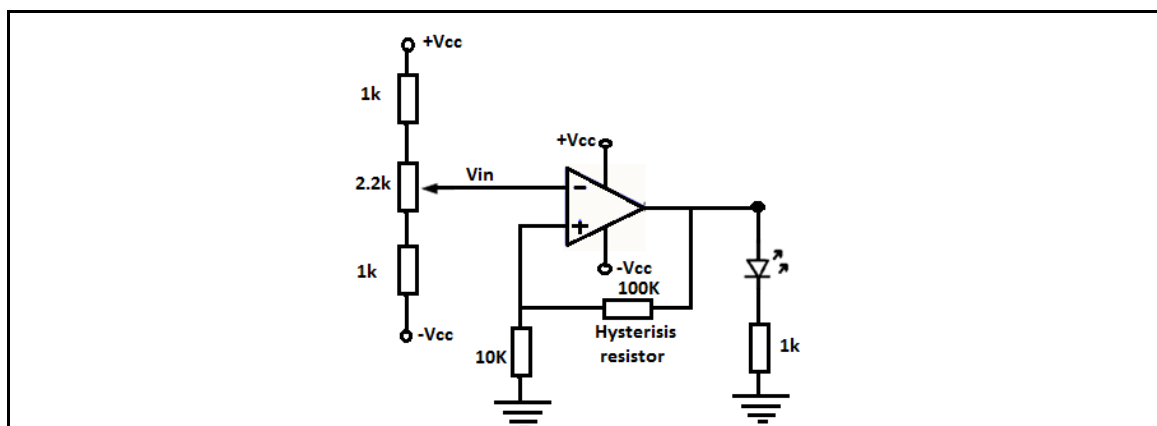 +Vcc
1k
+Vcc
2.2k
Vin
-
+
1k
-Vcc
100K
-Vcc
Hysterisis
resistor
10K
1k